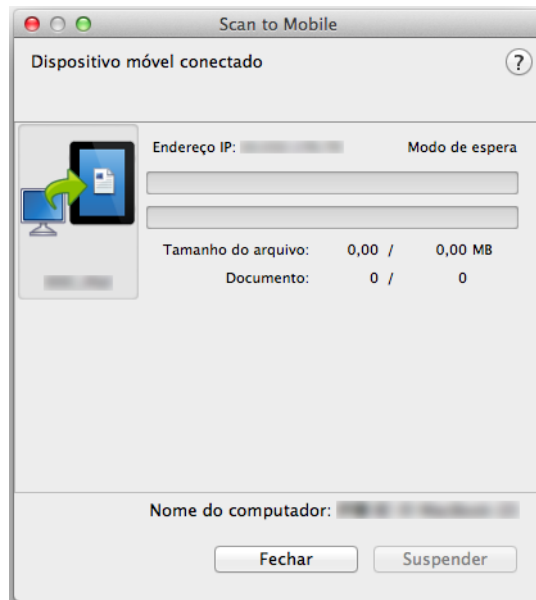 Scan to Mobile
Dispositivo móvel conectado
?
Endereço IP:
Modo de espera
Tamanho do arquivo: 0,00 / 0,00 MB
Documento: 0 / 0
Nome do computador:
Fechar
Suspender